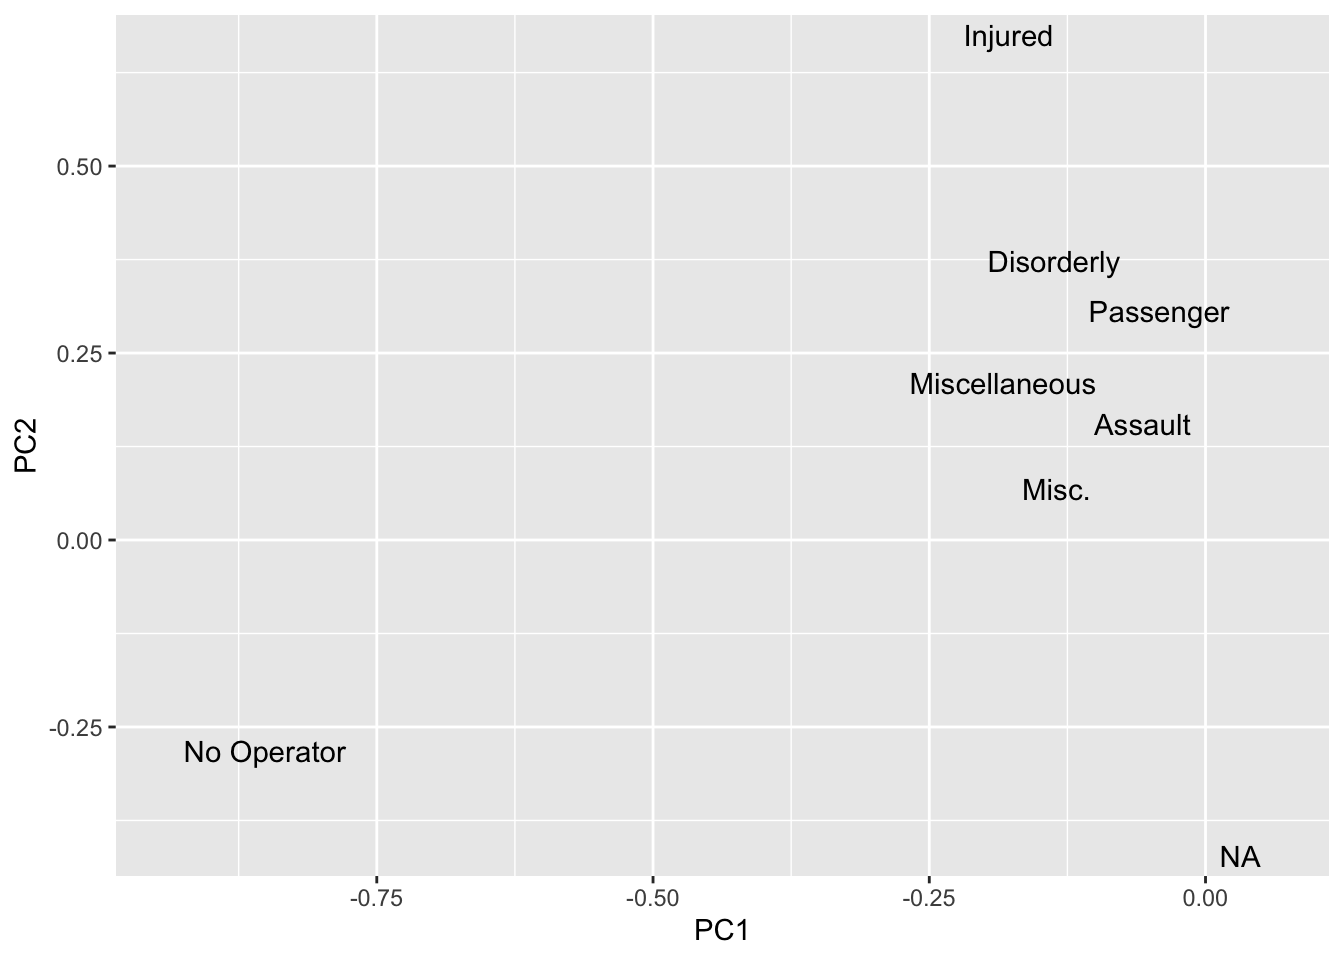 Injured
0.50
Disorderly
Passenger
0.25
Miscellaneous
Assault
PC2
Misc.
0.00
-0.25
No Operator
NA
-0.75
-0.50
-0.25
0.00
PC1